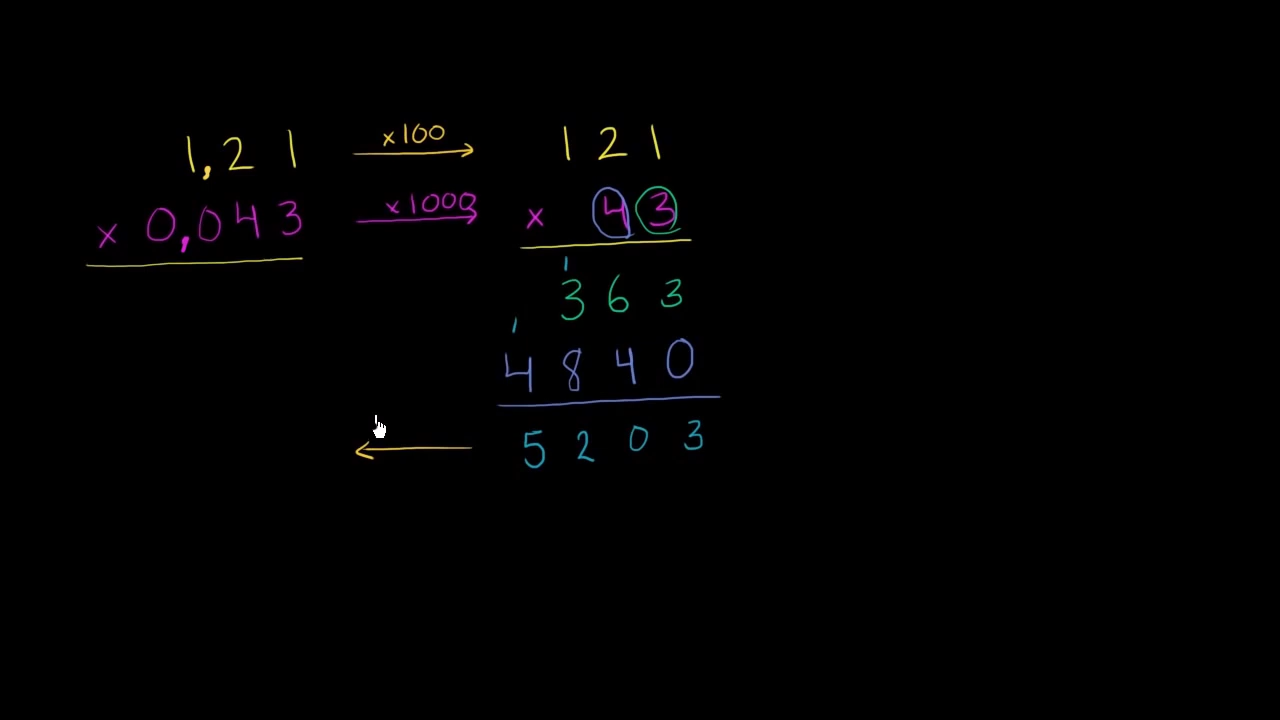 1,21 ×100 121
× 0,043 ×1000 × 43
1
363
1
4840
5203